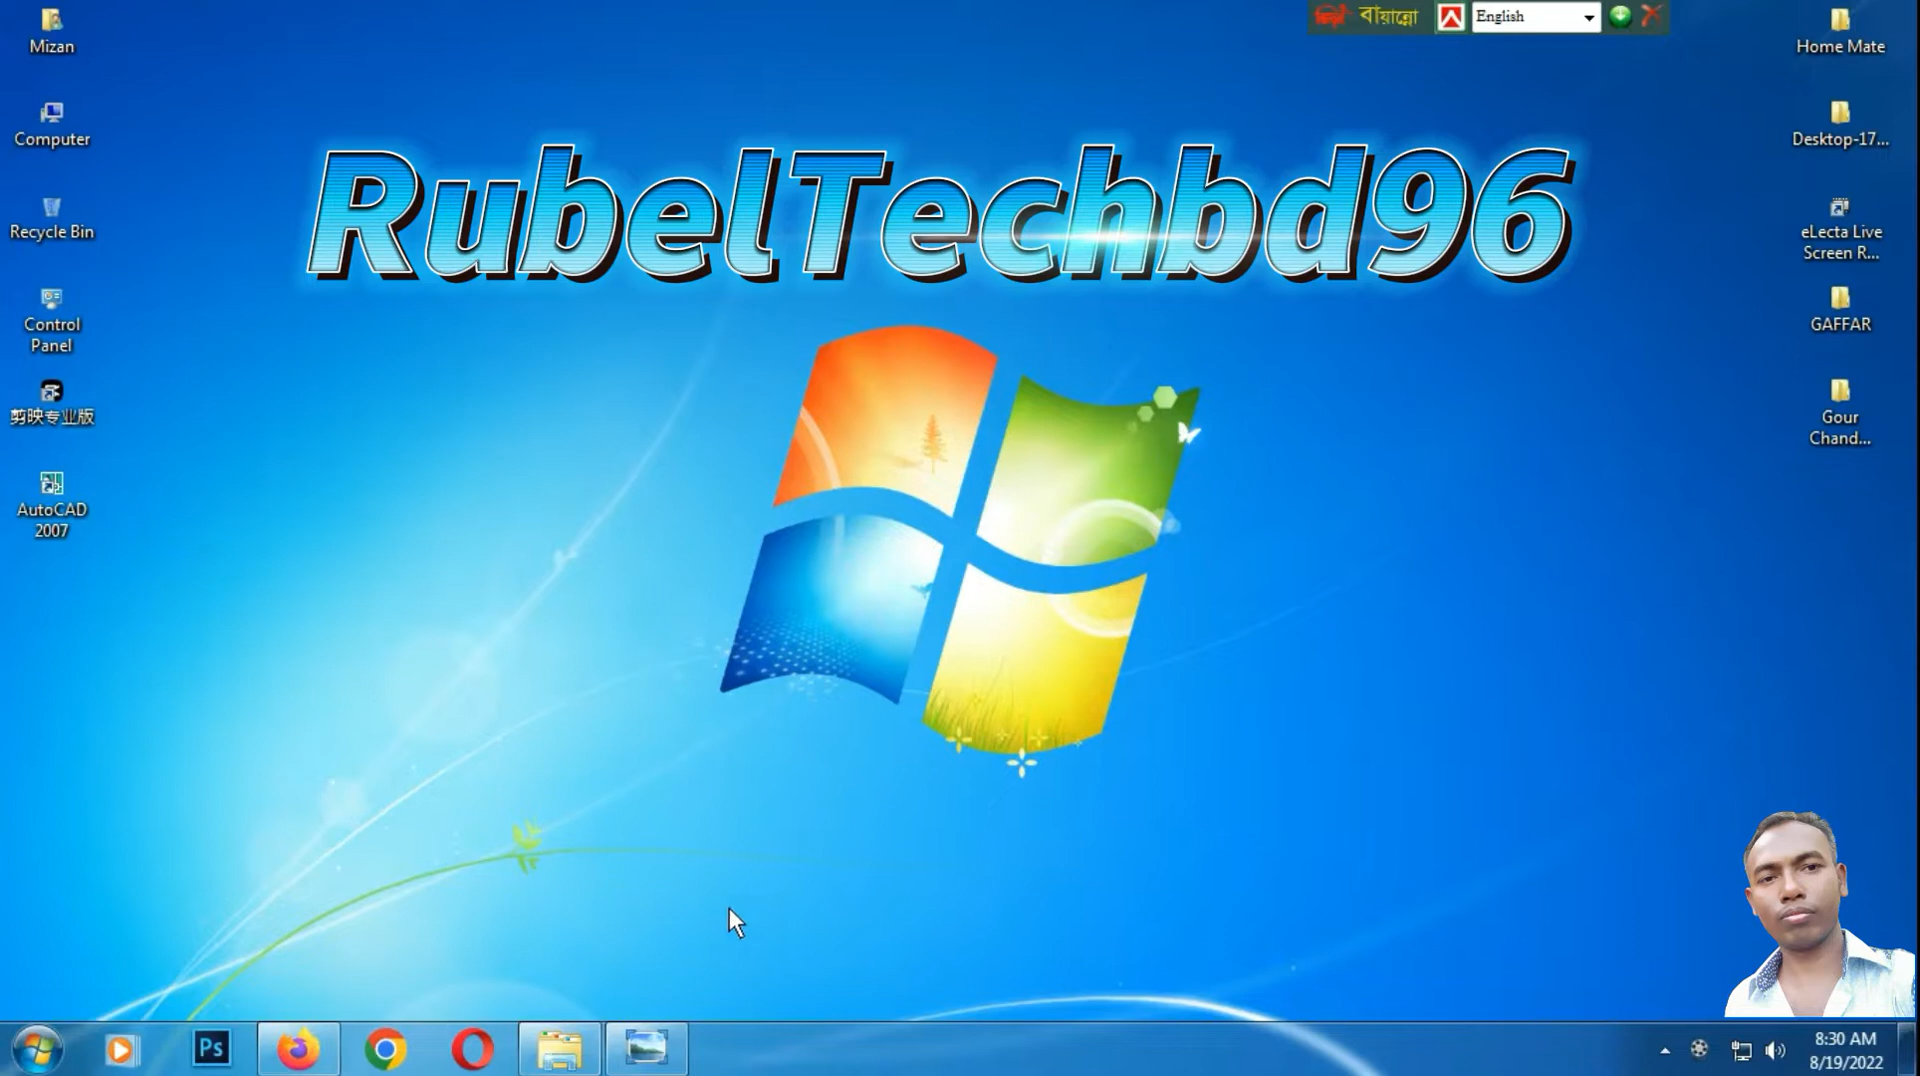 Mizan
Computer
Recycle Bin
Control
Panel
剪映专业版
AutoCAD
2007
বায়ান্নো
English
RubelTechbd96
Home Mate
Desktop-17...
eLecta Live
Screen R...
GAFFAR
Gour
Chand...
Ps
8:30 AM
8/19/2022